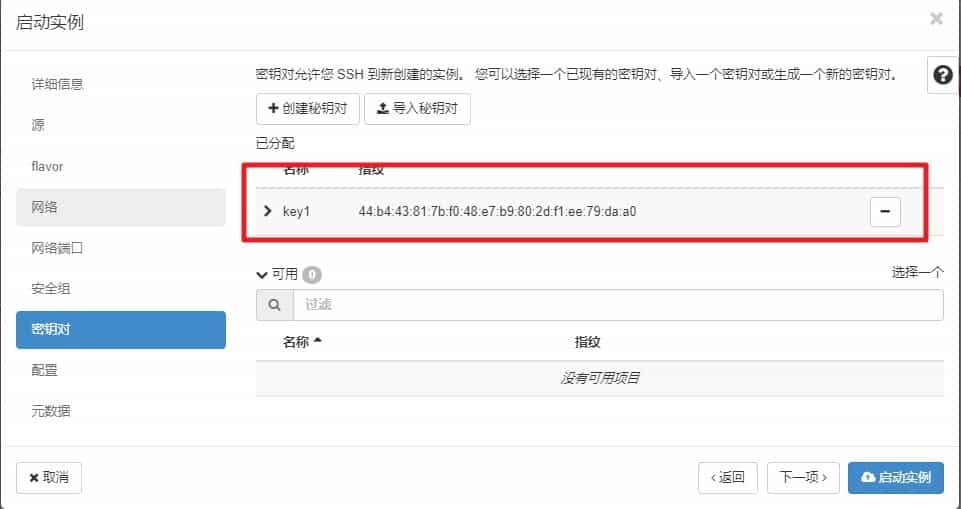 启动实例
×
详细信息
源
flavor
网络
网络端口
安全组
密钥对
配置
元数据
密钥对允许您 SSH 到新创建的实例。 您可以选择一个已现有的密钥对、导入一个密钥对或生成一个新的密钥对。
+ 创建秘钥对 导入秘钥对
已分配
名称 指纹
key1 44:b4:43:81:7b:f0:48:e7:b9:80:2d:f1:ee:79:da:a0
可用 0 选择一个
过滤
名称 指纹
没有可用项目
取消 ‹返回 下一项› 启动实例